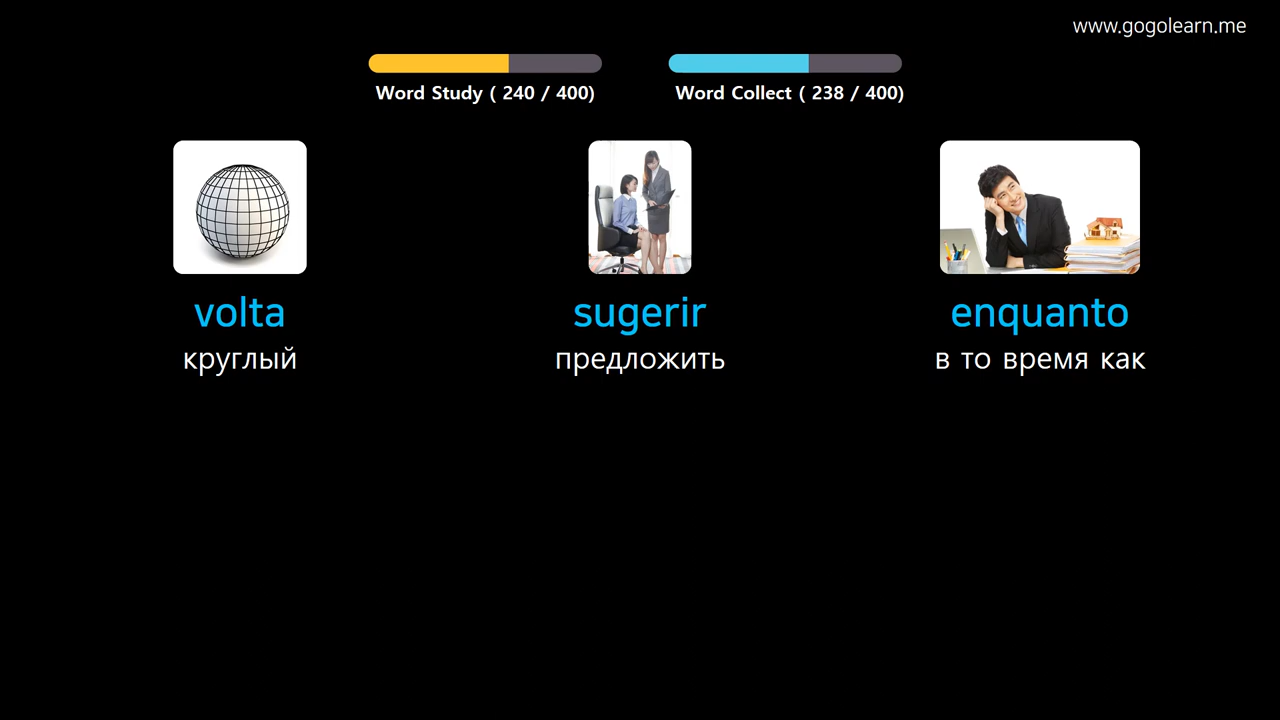 www.gogolearn.me
Word Study ( 240 / 400)
Word Collect ( 238 / 400)
volta
круглый
sugerir
предложить
enquanto
в то время как